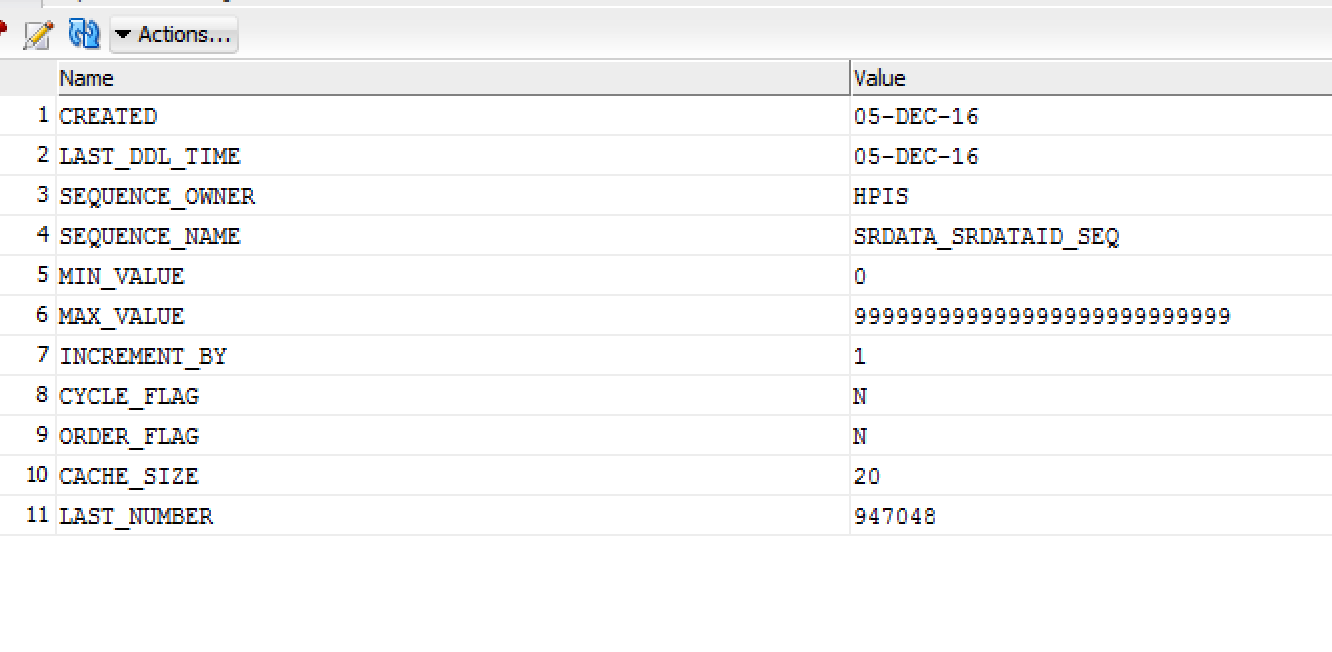 Actions...
Name Value
1 CREATED 05-DEC-16
2 LAST_DDL_TIME 05-DEC-16
3 SEQUENCE_OWNER HPIS
4 SEQUENCE_NAME SRDATA_SRDATAID_SEQ
5 MIN_VALUE 0
6 MAX_VALUE 999999999999999999999999999
7 INCREMENT_BY 1
8 CYCLE_FLAG N
9 ORDER_FLAG N
10 CACHE_SIZE 20
11 LAST_NUMBER 947048